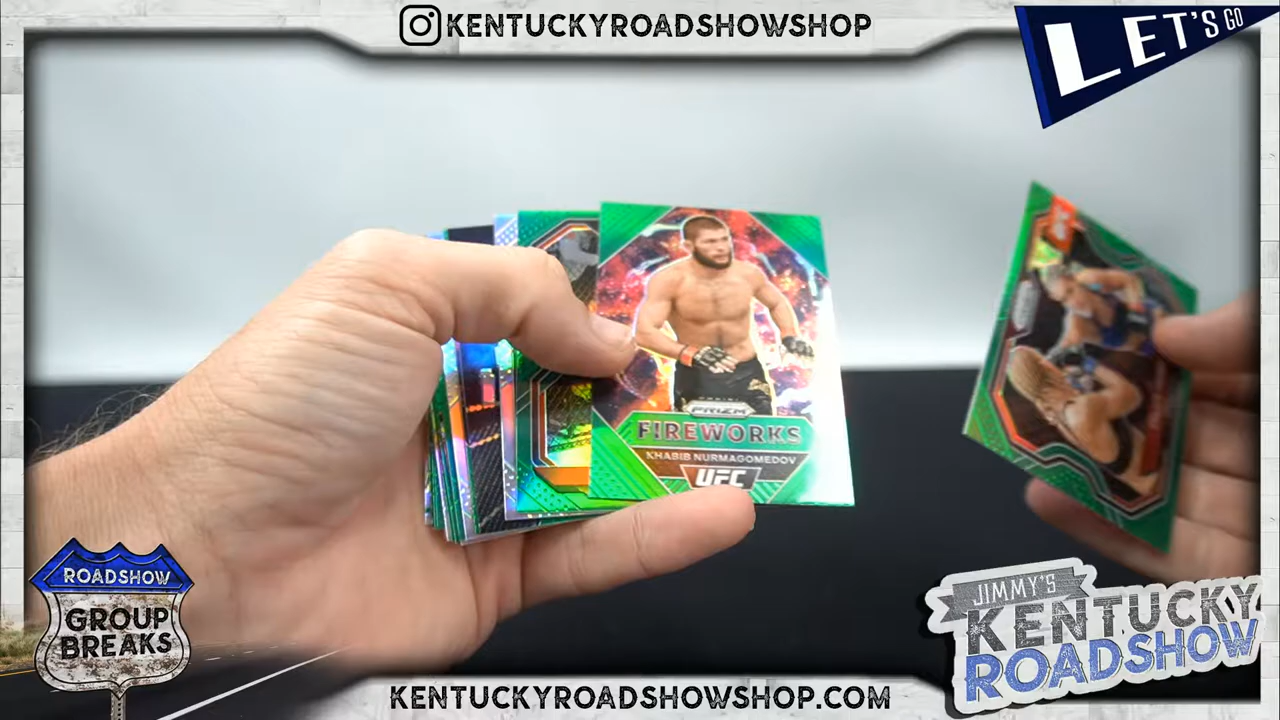 KENTUCKYROADSHOWSHOP
LET'S GO
PRIZM
FIREWORKS
KHABIB NURMAGOMEDOV
UFC
ROADSHOW
GROUP
BREAKS
JIMMY'S
KENTUCKY
ROADSHOW
KENTUCKYROADSHOWSHOP.COM